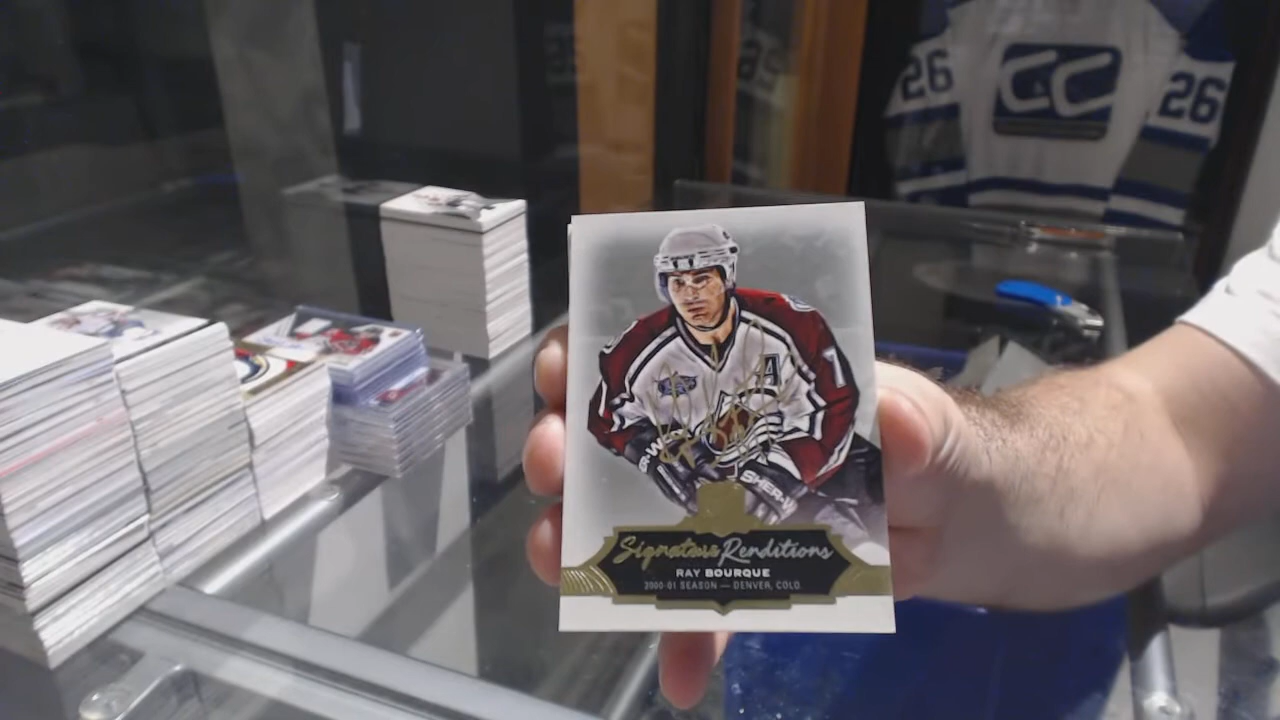 26
CC
26
7
A
SHER-W
Signature Renditions
RAY BOURQUE
2000-01 SEASON — DENVER, COLO.